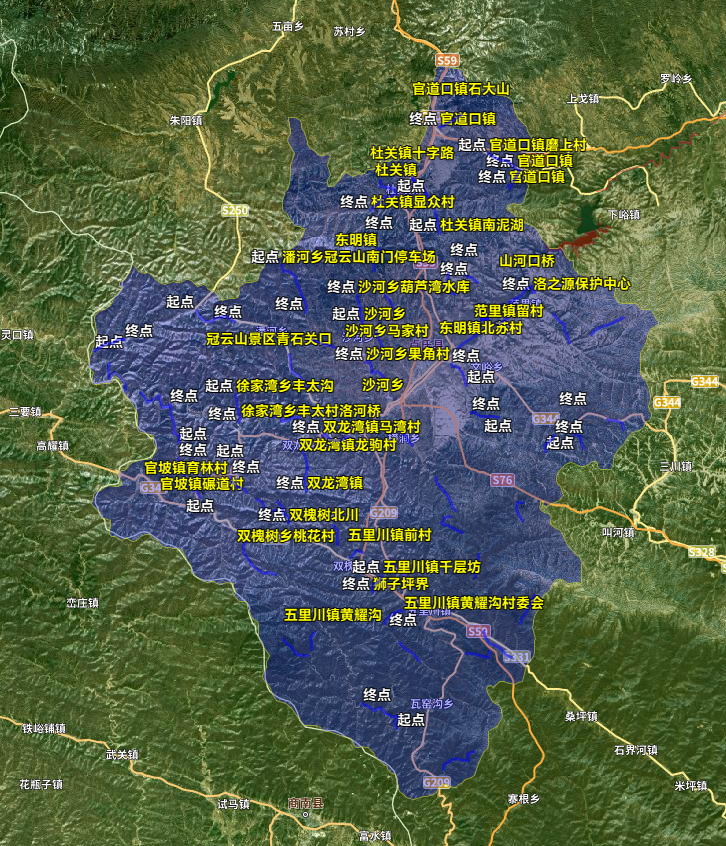 五亩乡
苏村乡
S59
罗岭乡
官道口镇石大山
上戈镇
朱阳镇
终点 官道口镇
起点 官道口镇磨上村
杜关镇十字路
终点 官道口镇
杜关镇
终点 官道口镇
起点
终点 杜关镇显众村
S250
下峪镇
终点
起点 杜关镇南泥湖
东明镇
终点
起点 潘河乡冠云山南门停车场
山河口桥
终点
终点 沙河乡葫芦湾水库
终点 洛之源保护中心
起点
终点
终点
起点 沙河乡
范里镇留村
灵口镇
终点
沙河乡马家村
东明镇北苏村
起点
冠云山景区青石关口
终点 沙河乡果角村
终点
文峪乡
起点
G344
起点 徐家湾乡丰太沟
沙河乡
终点
终点
G344
三要镇
终点
徐家湾乡丰太村洛河桥
终点
G344
起点
终点 双龙湾镇马湾村
起点
终点
高耀镇
终点
起点
双龙湾镇龙驹村
起点
官坡镇育林村
终点
三川镇
官坡镇碾道村
终点 双龙湾镇
S76
起点
终点 双槐树北川
G209
叫河镇
双槐树乡桃花村
五里川镇前村
S328
起点 五里川镇千层坊
终点 狮子坪界
栾庄镇
五里川镇黄耀沟村委会
五里川镇黄耀沟
终点
S59
S331
终点
瓦窑沟乡
起点
桑坪镇
铁峪铺镇
武关镇
石界河镇
花瓶子镇
G209
米坪镇
试马镇
商南县
寨根乡
富水镇